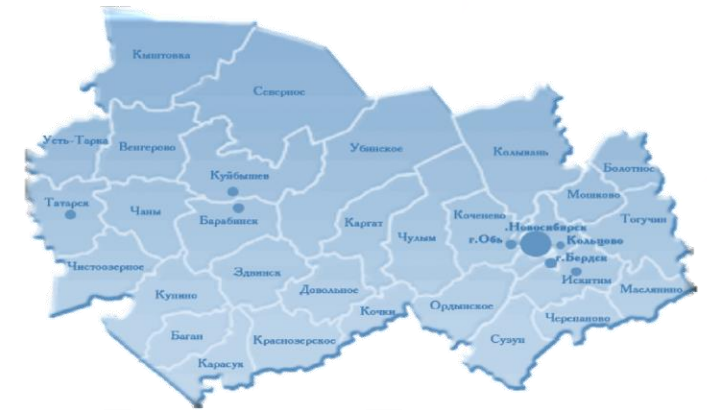 Кыштовка
Северное
Усть-Тарка
Венгерово
Убинское
Колывань
Болотное
Куйбышев
Мошково
Татарск
Чаны
Барабинск
Каргат
Чулым
Коченево
.Новосибирск
Тогучин
г.Обь
Кольцово
г.Бердск
Чистоозерное
Здвинск
Искитим
Маслянино
Купино
Довольное
Кочки
Ордынское
Черепаново
Баган
Краснозерское
Сузун
Карасук